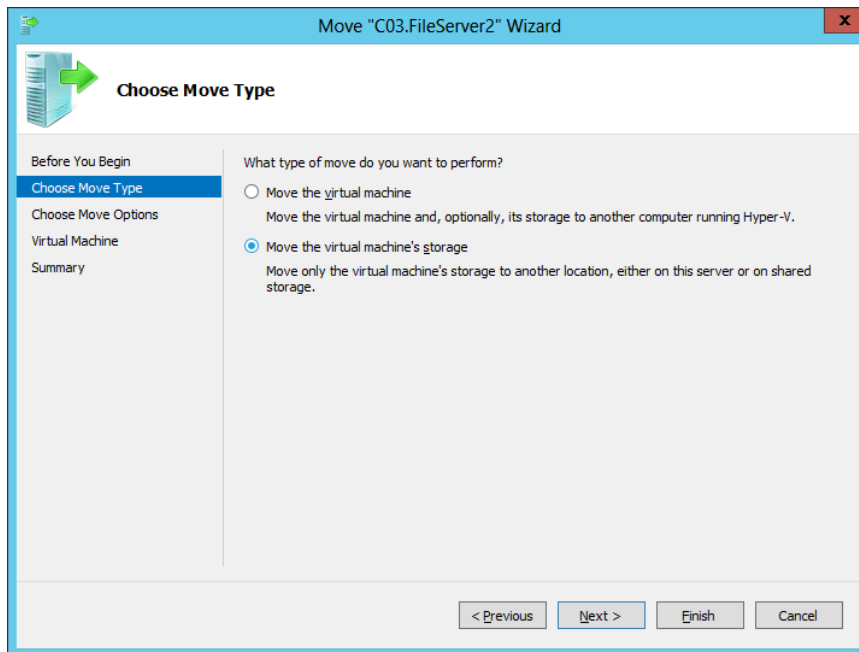 Move "C03.FileServer2" Wizard
x
Choose Move Type
Before You Begin
Choose Move Type
Choose Move Options
Virtual Machine
Summary
What type of move do you want to perform?
Move the virtual machine
Move the virtual machine and, optionally, its storage to another computer running Hyper-V.
Move the virtual machine's storage
Move only the virtual machine's storage to another location, either on this server or on shared
storage.
< Previous
Next >
Finish
Cancel